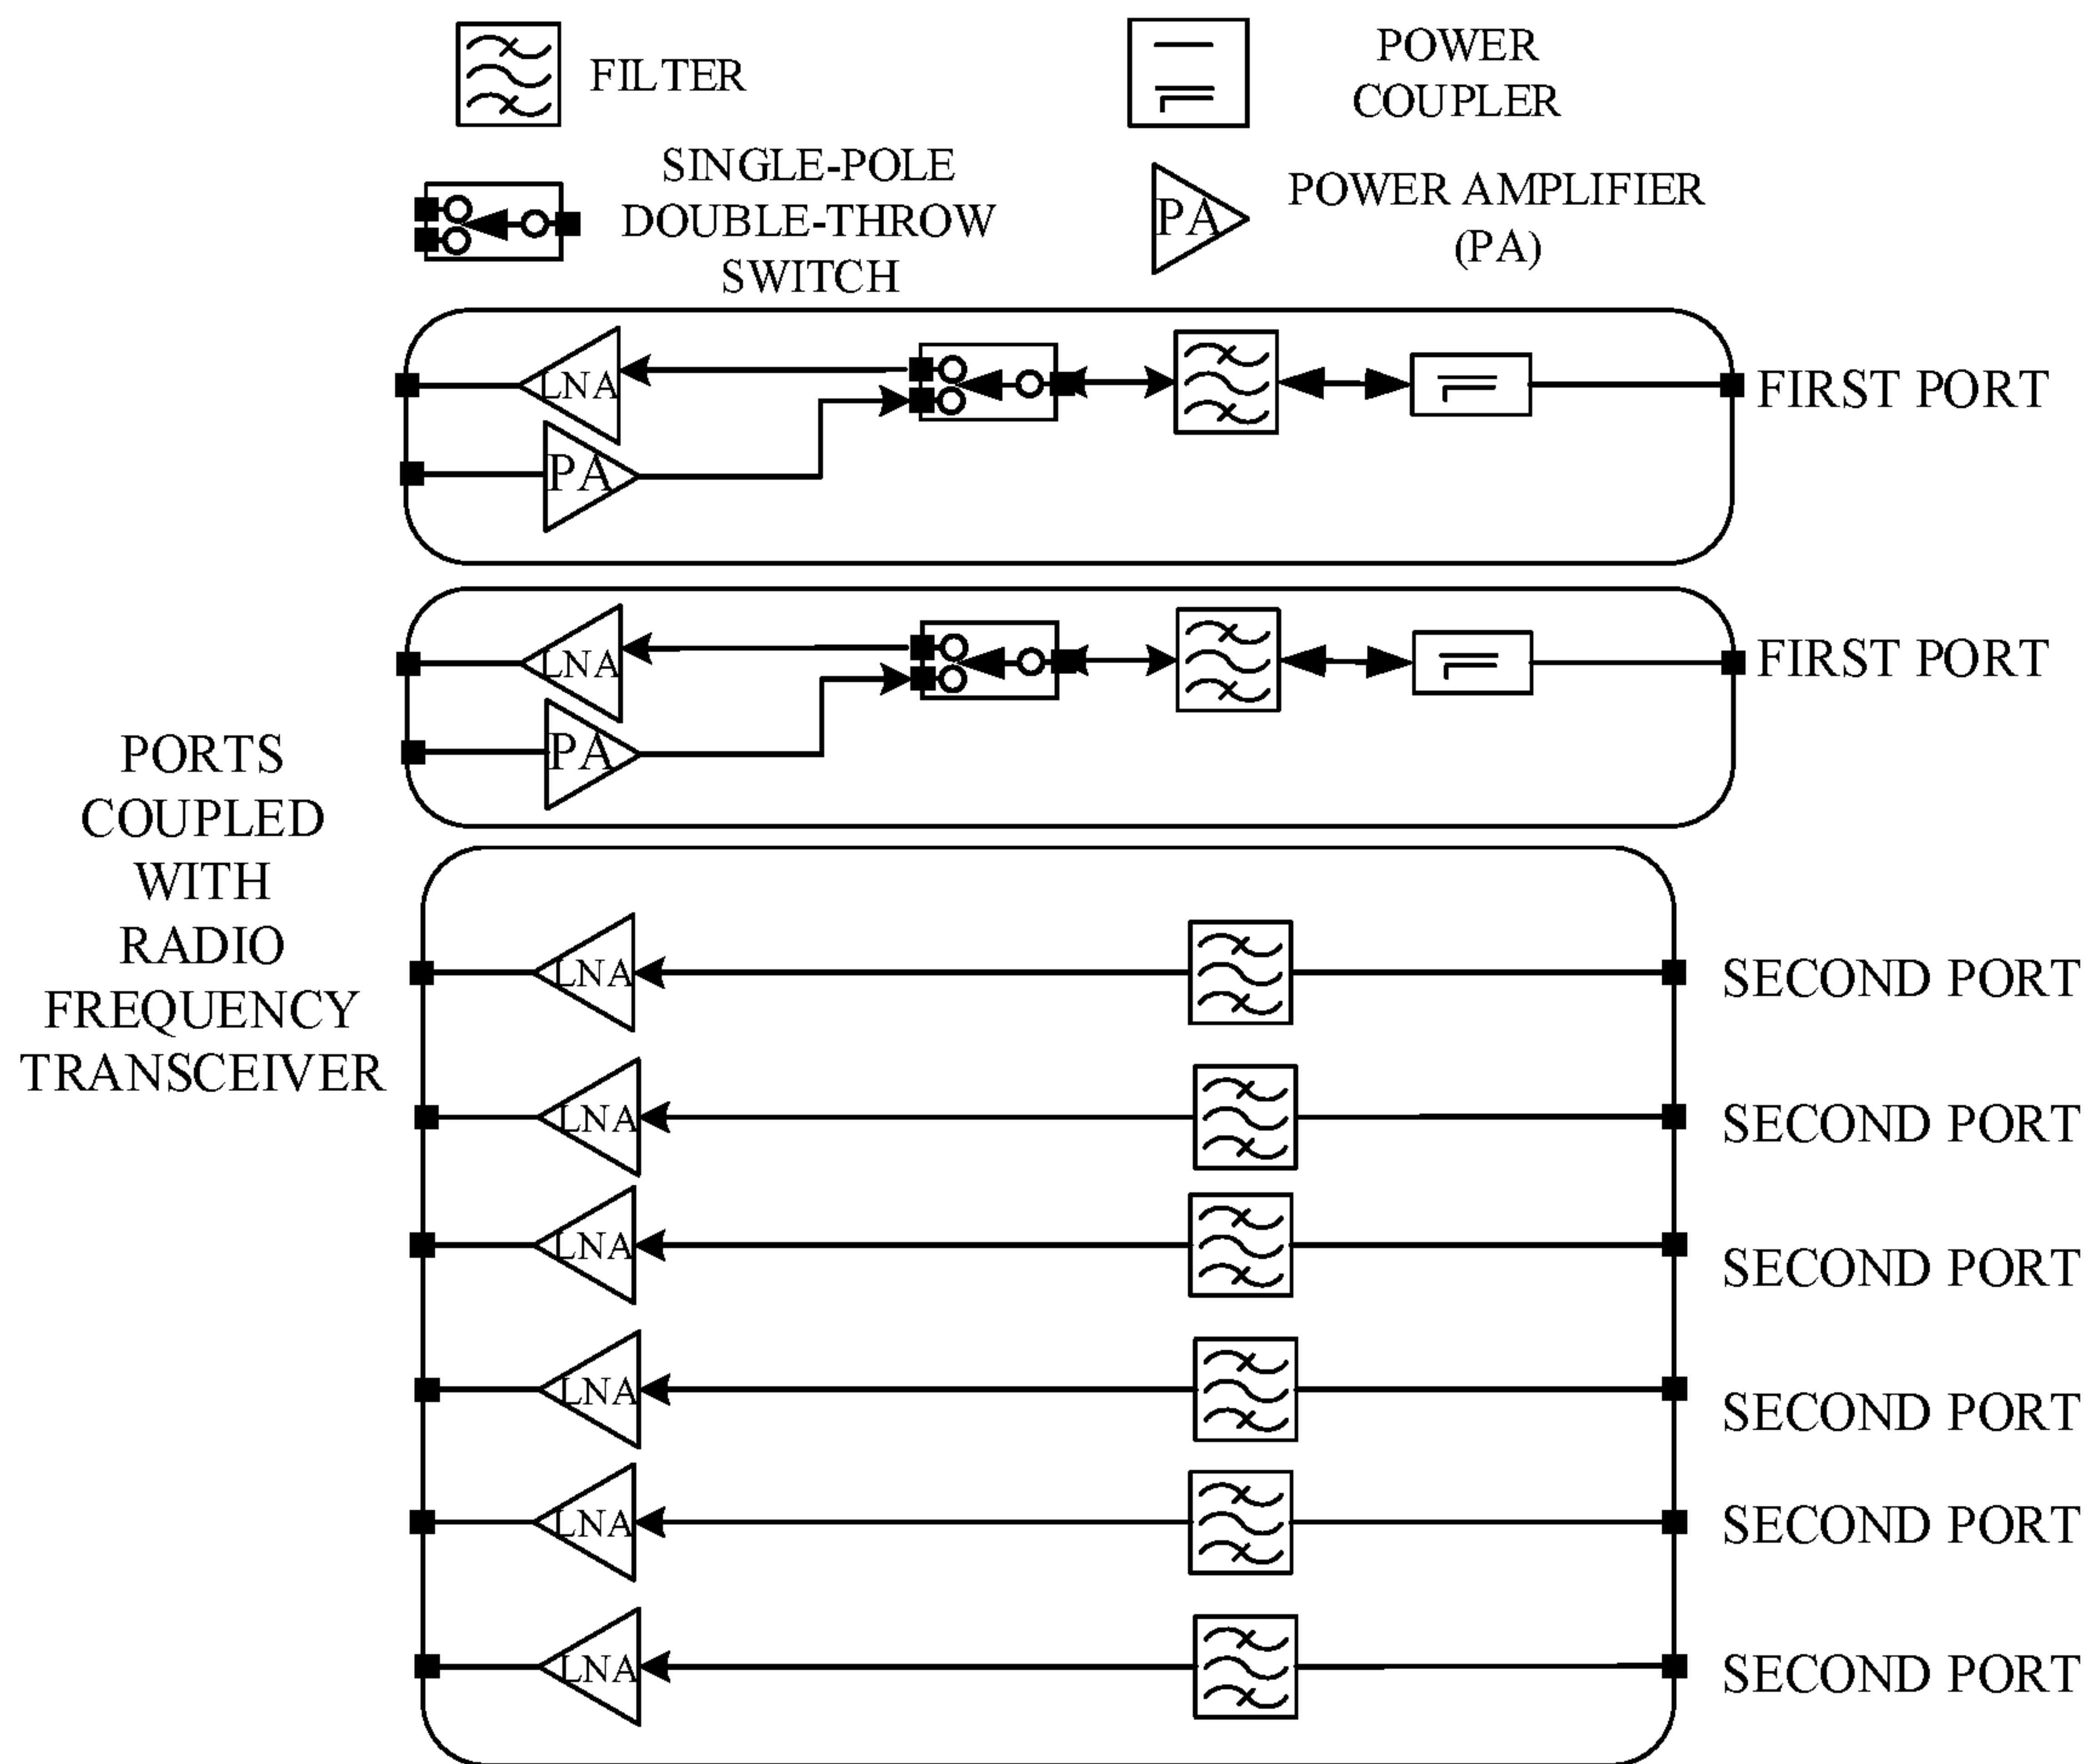 FILTER
POWER
COUPLER
SINGLE-POLE
DOUBLE-THROW
SWITCH
PA
POWER AMPLIFIER
(PA)
LNA
FIRST PORT
PA
LNA
FIRST PORT
PA
PORTS
COUPLED
WITH
RADIO
FREQUENCY
TRANSCEIVER
LNA
SECOND PORT
LNA
SECOND PORT
LNA
SECOND PORT
LNA
SECOND PORT
LNA
SECOND PORT
LNA
SECOND PORT